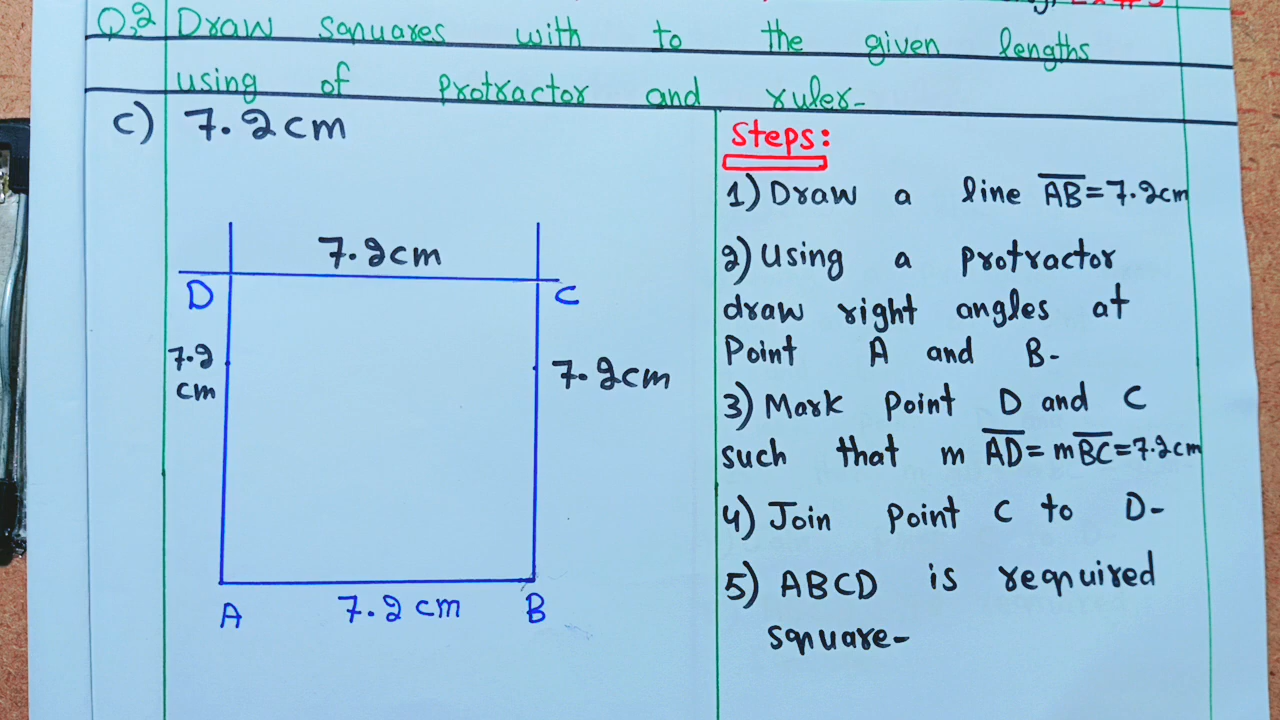 Q,2 Draw squares with to the given lengths
using of protractor and ruler-
c) 7.2cm
Steps:
1) Draw a line AB=7.2cm
2) Using a protractor
draw right angles at
Point A and B-
3) Mark point D and C
such that m AD = m BC=7.2cm
4) Join point C to D-
5) ABCD is required
square-
7.2cm
D
C
7.2
cm
7.2cm
A
7.2 cm
B